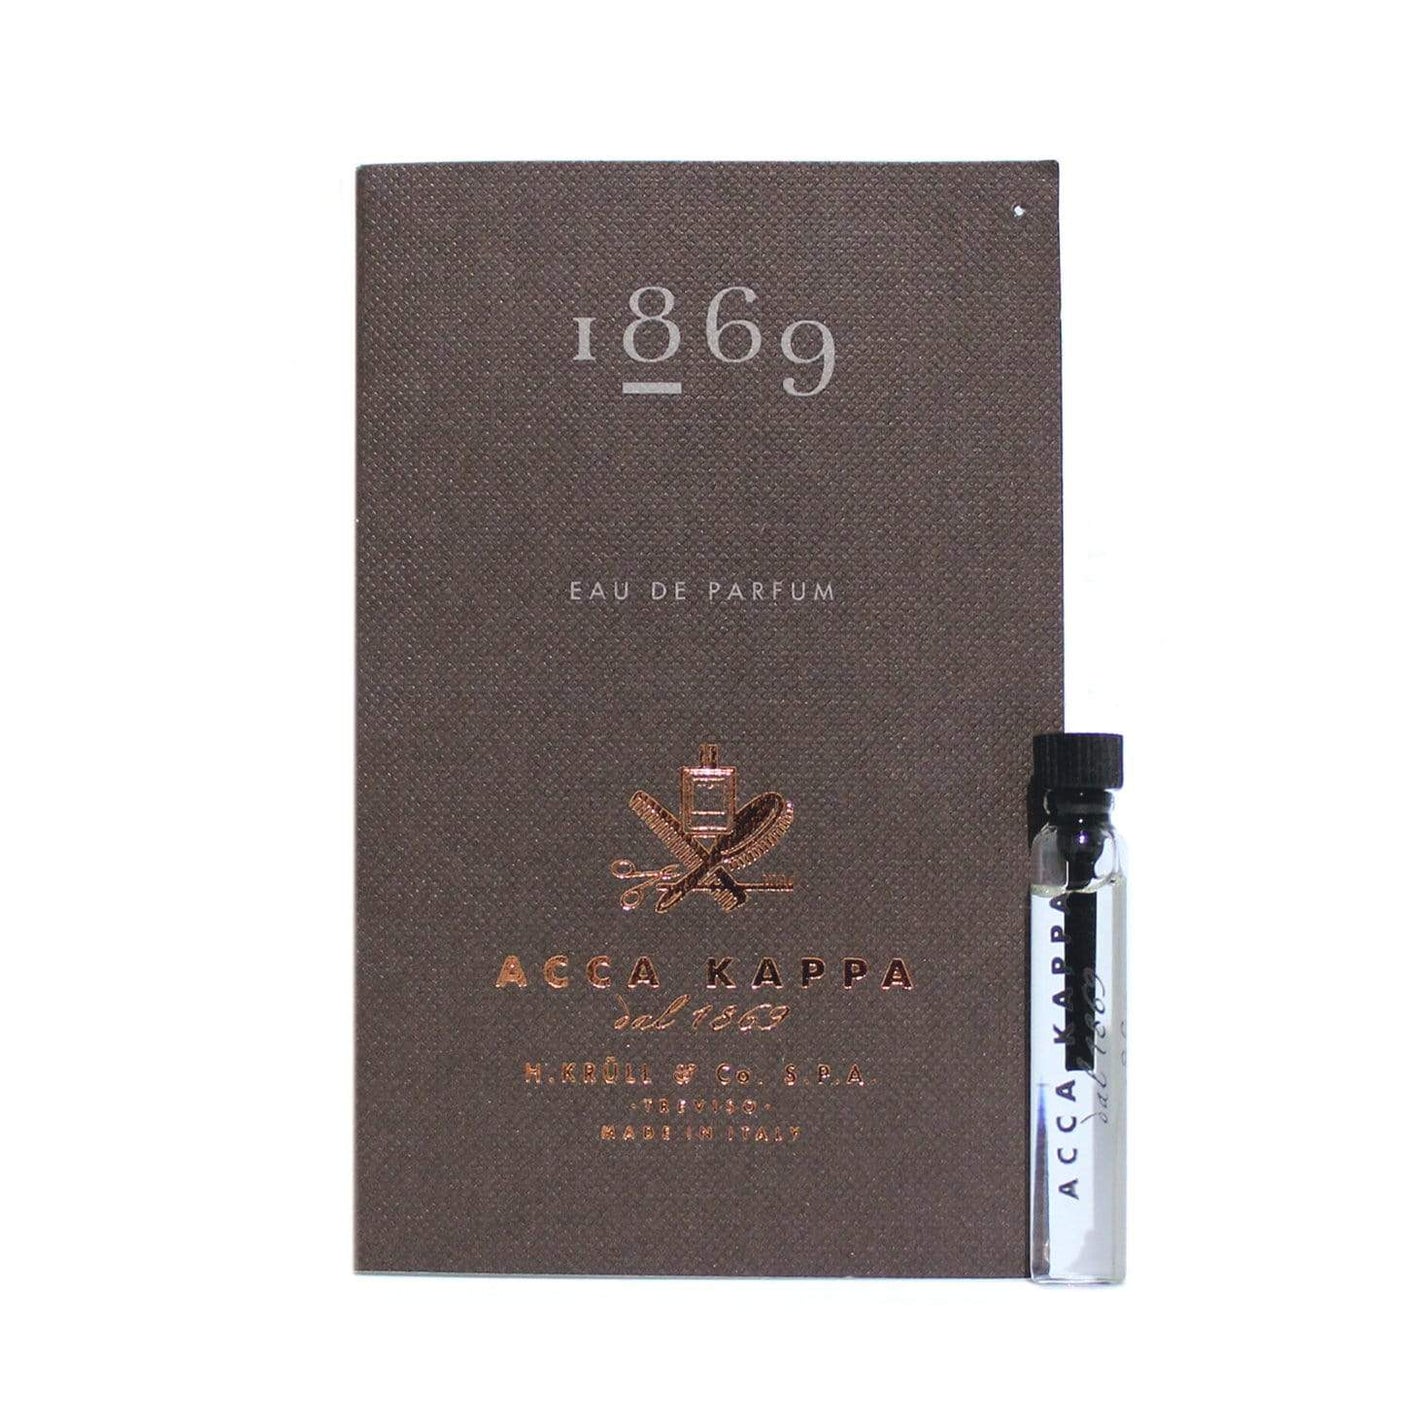 1869
EAU DE PARFUM
ACCA KAPPA
dal 1869
H.KRÜLL & Co. S.P.A.
·TREVISO·
MADE IN ITALY
ACCA KAPPA
dal 1869